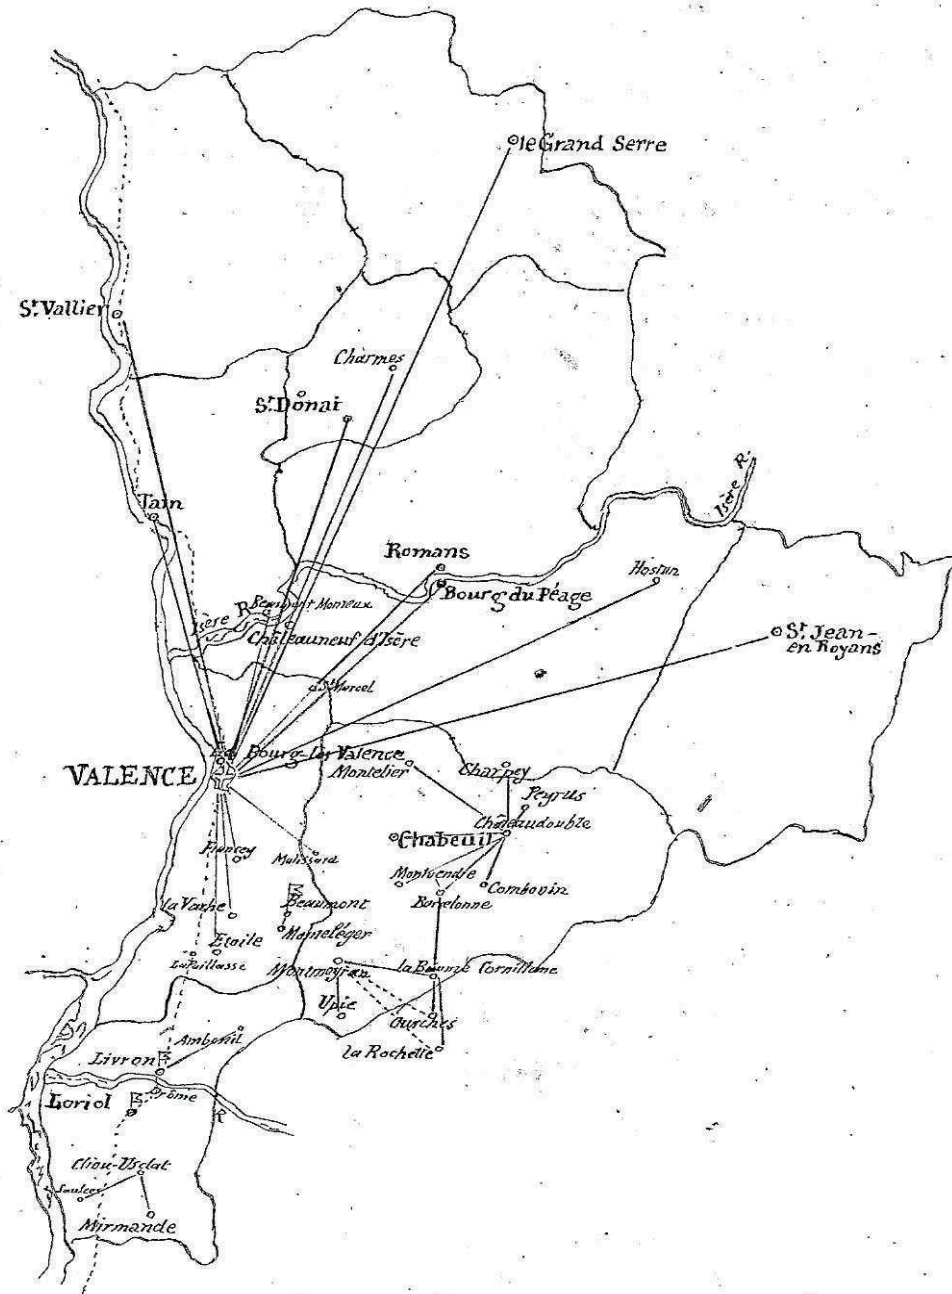 le Grand Serre
St Vallier
Charmes
St Donat
Tain
Isère R.
Romans
Hostun
Bourg du Péage
Isère R
Beaumont Monteux
Châteauneuf d'Isère
St Jean-
en Royans
St Marcel
Bourg-Les Valence
VALENCE
Montelier
Charpey
Peyrus
Châteaudouble
Chabeuil
Fiancey
Malissard
Montvendre
Combovin
Barcelonne
la Vache
Beaumont
Etoile
Montéléger
La Paillasse
Montmeyran
la Baume Cornillane
Upie
Ourches
la Rochette
Ambonil
Livron
Drôme
R
Loriol
Cliou-Usclat
Saulces
Mirmande